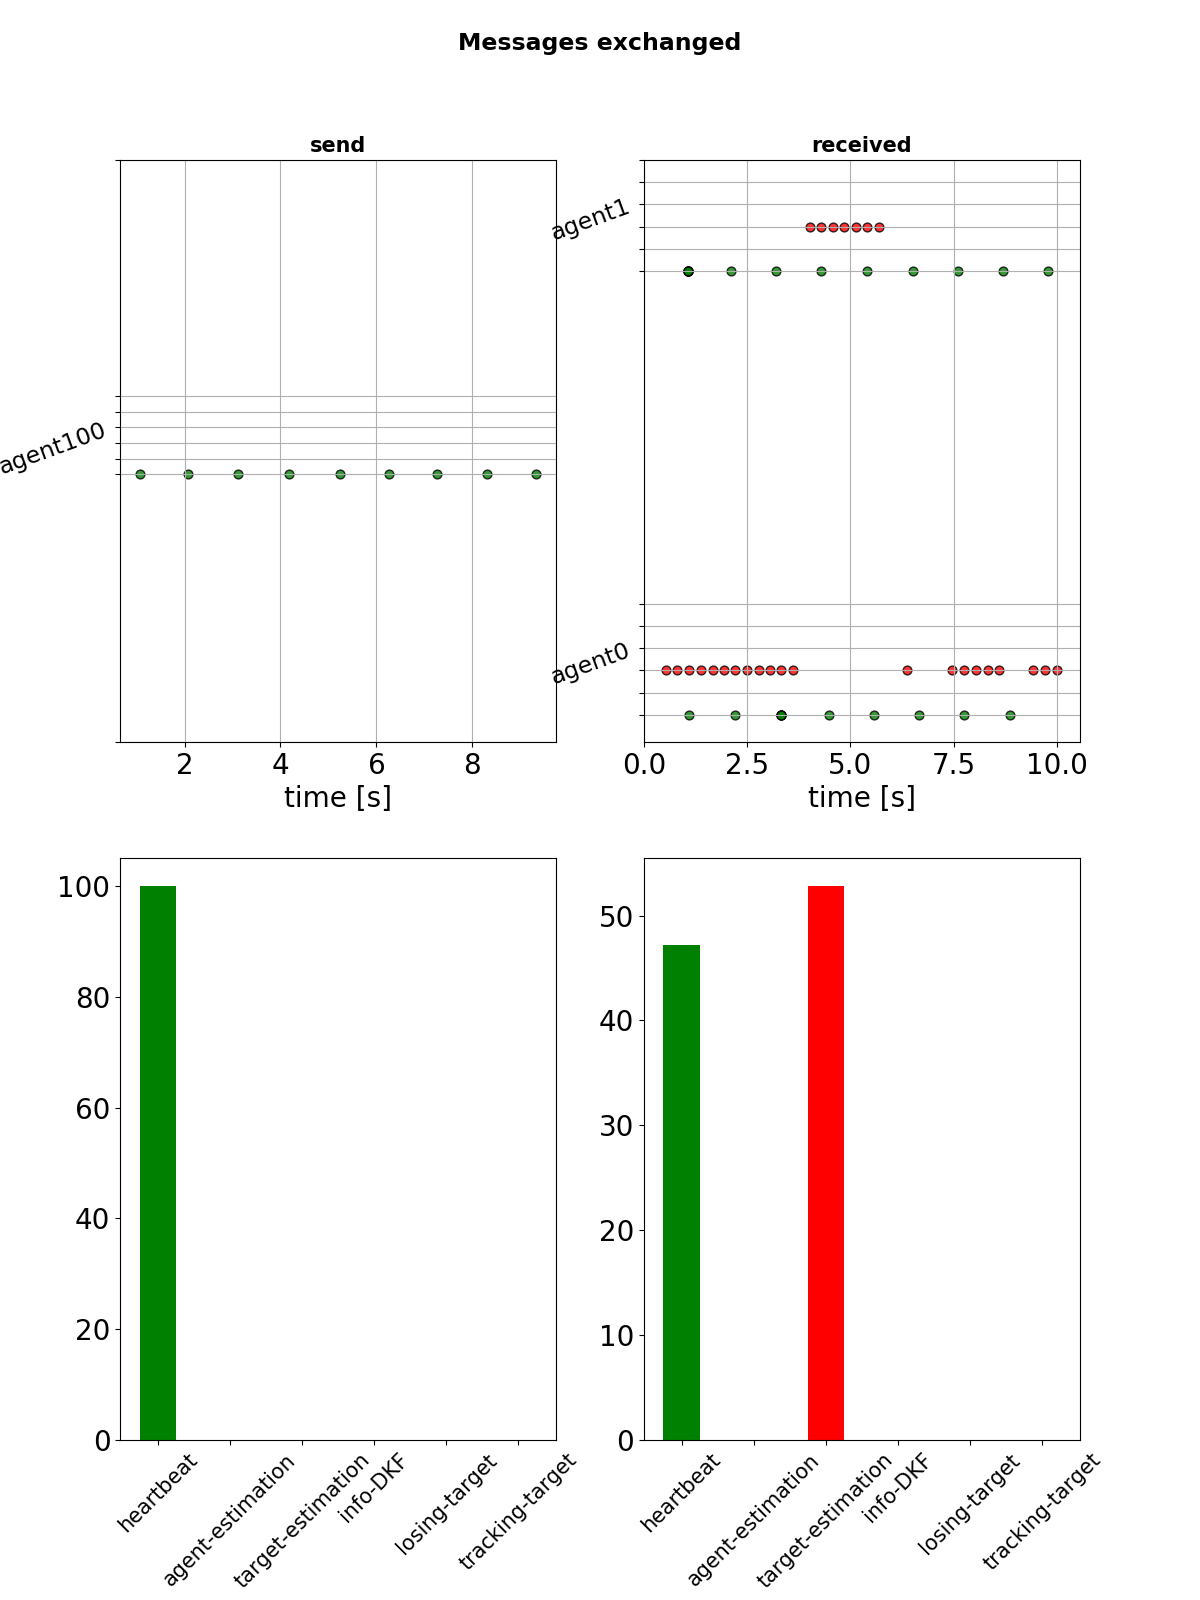 Messages exchanged
send
received
agent1
agent100
agent0
2 4 6 8
0.0 2.5 5.0 7.5 10.0
time [s]
time [s]
100
80
60
40
20
0
50
40
30
20
10
0
heartbeat
agent-estimation
target-estimation
info-DKF
losing-target
tracking-target
heartbeat
agent-estimation
target-estimation
info-DKF
losing-target
tracking-target